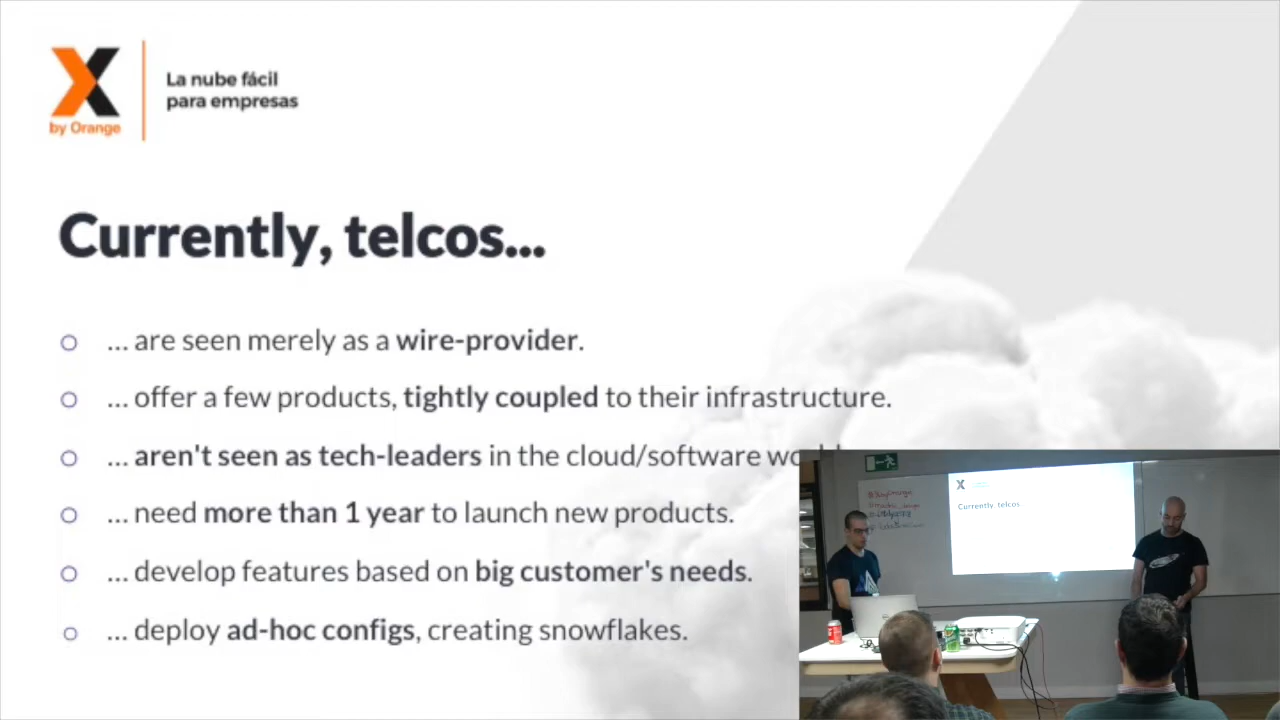 X
by Orange
La nube fácil
para empresas
Currently, telcos...
... are seen merely as a wire-provider.
... offer a few products, tightly coupled to their infrastructure.
... aren't seen as tech-leaders in the cloud/software
... need more than 1 year to launch new products.
... develop features based on big customer's needs.
... deploy ad-hoc configs, creating snowflakes.
X
Currently, telcos